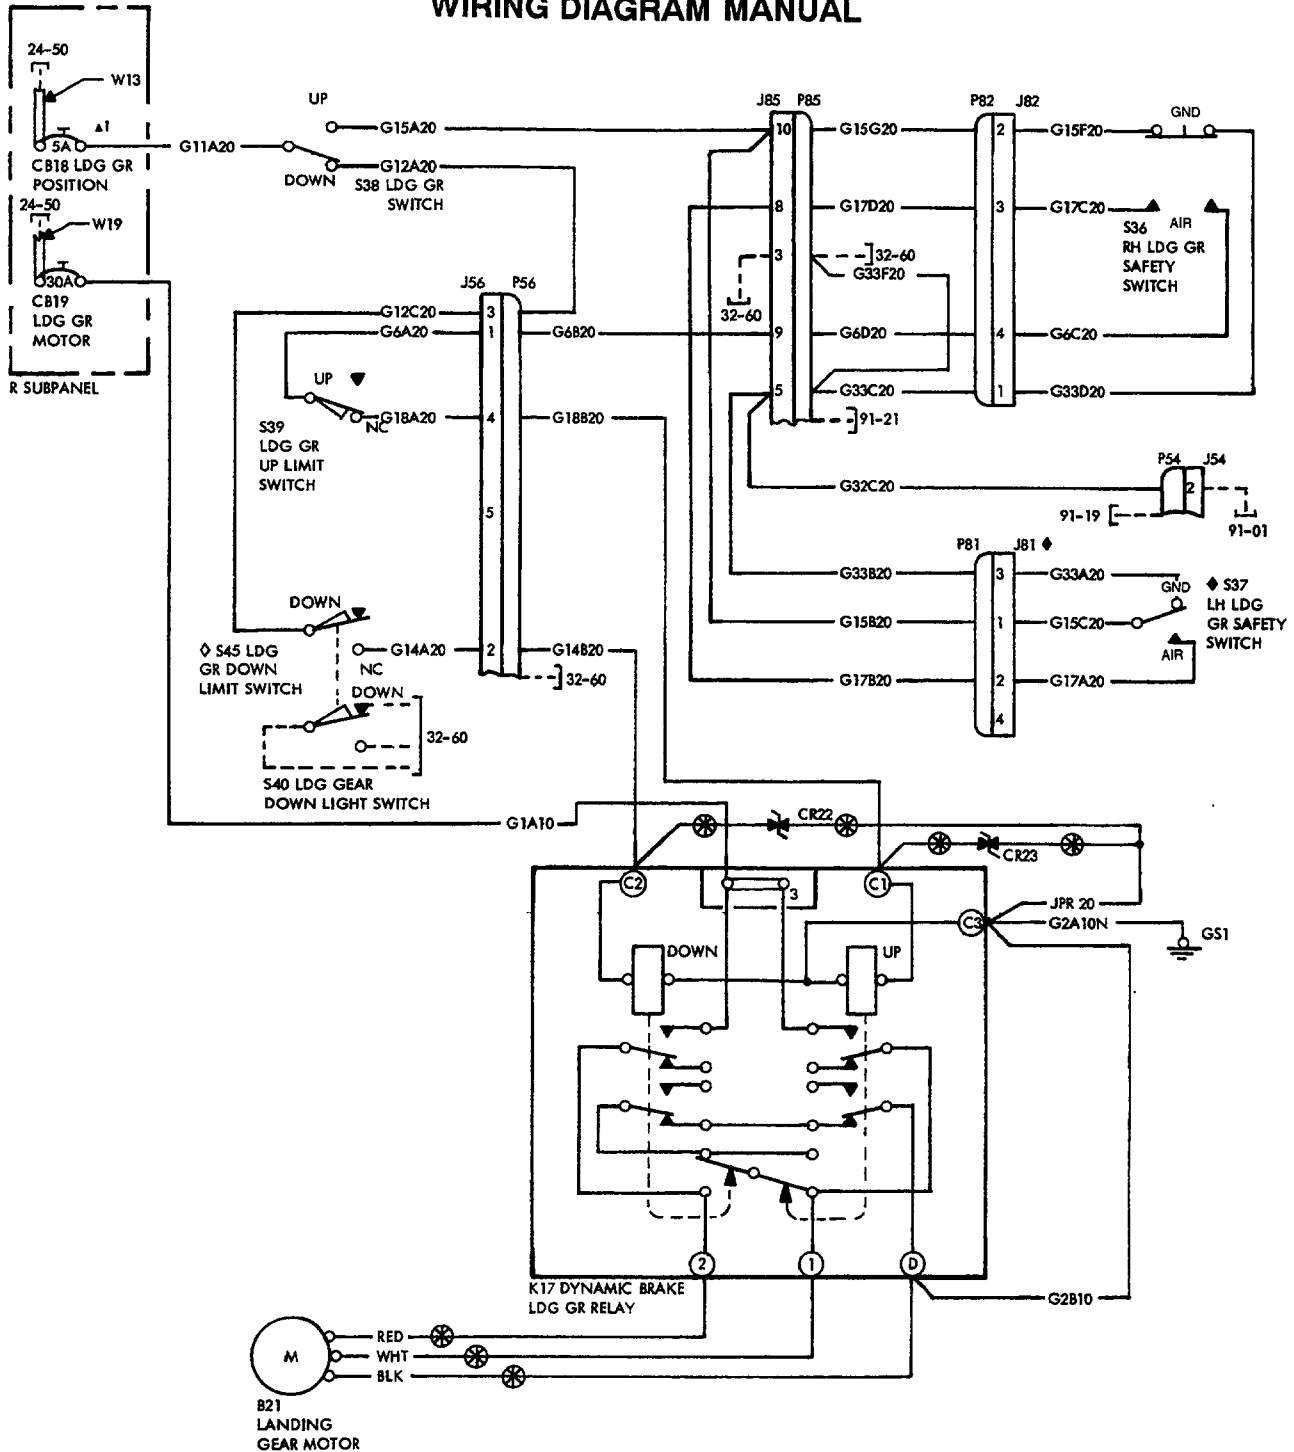 WIRING DIAGRAM MANUAL
24-50
W13
▲1
5A
CB18 LDG GR
POSITION
24-50
W19
30A
CB19
LDG GR
MOTOR
R SUBPANEL
G11A20
UP
G15A20
G12A20
DOWN
S38 LDG GR
SWITCH
J56
P56
G12C20
3
G6A20
1
G6B20
UP
G18A20
4
G18B20
NC
S39
LDG GR
UP LIMIT
SWITCH
5
DOWN
◊ S45 LDG
GR DOWN
LIMIT SWITCH
G14A20
2
G14B20
NC
32-60
DOWN
32-60
S40 LDG GEAR
DOWN LIGHT SWITCH
G1A10
J85
P85
P82
J82
10
G15G20
2
G15F20
GND
8
G17D20
3
G17C20
AIR
S36
RH LDG GR
SAFETY
SWITCH
3
32-60
G33F20
32-60
9
G6D20
4
G6C20
5
G33C20
1
G33D20
91-21
G32C20
P54
J54
2
91-19
91-01
P81
J81 ♦
G33B20
3
G33A20
GND
♦ S37
LH LDG
GR SAFETY
SWITCH
G15B20
1
G15C20
AIR
G17B20
2
G17A20
4
CR22
CR23
C2
3
C1
JPR 20
C3
G2A10N
GS1
DOWN
UP
2
1
D
K17 DYNAMIC BRAKE
LDG GR RELAY
G2B10
RED
M
WHT
BLK
B21
LANDING
GEAR MOTOR